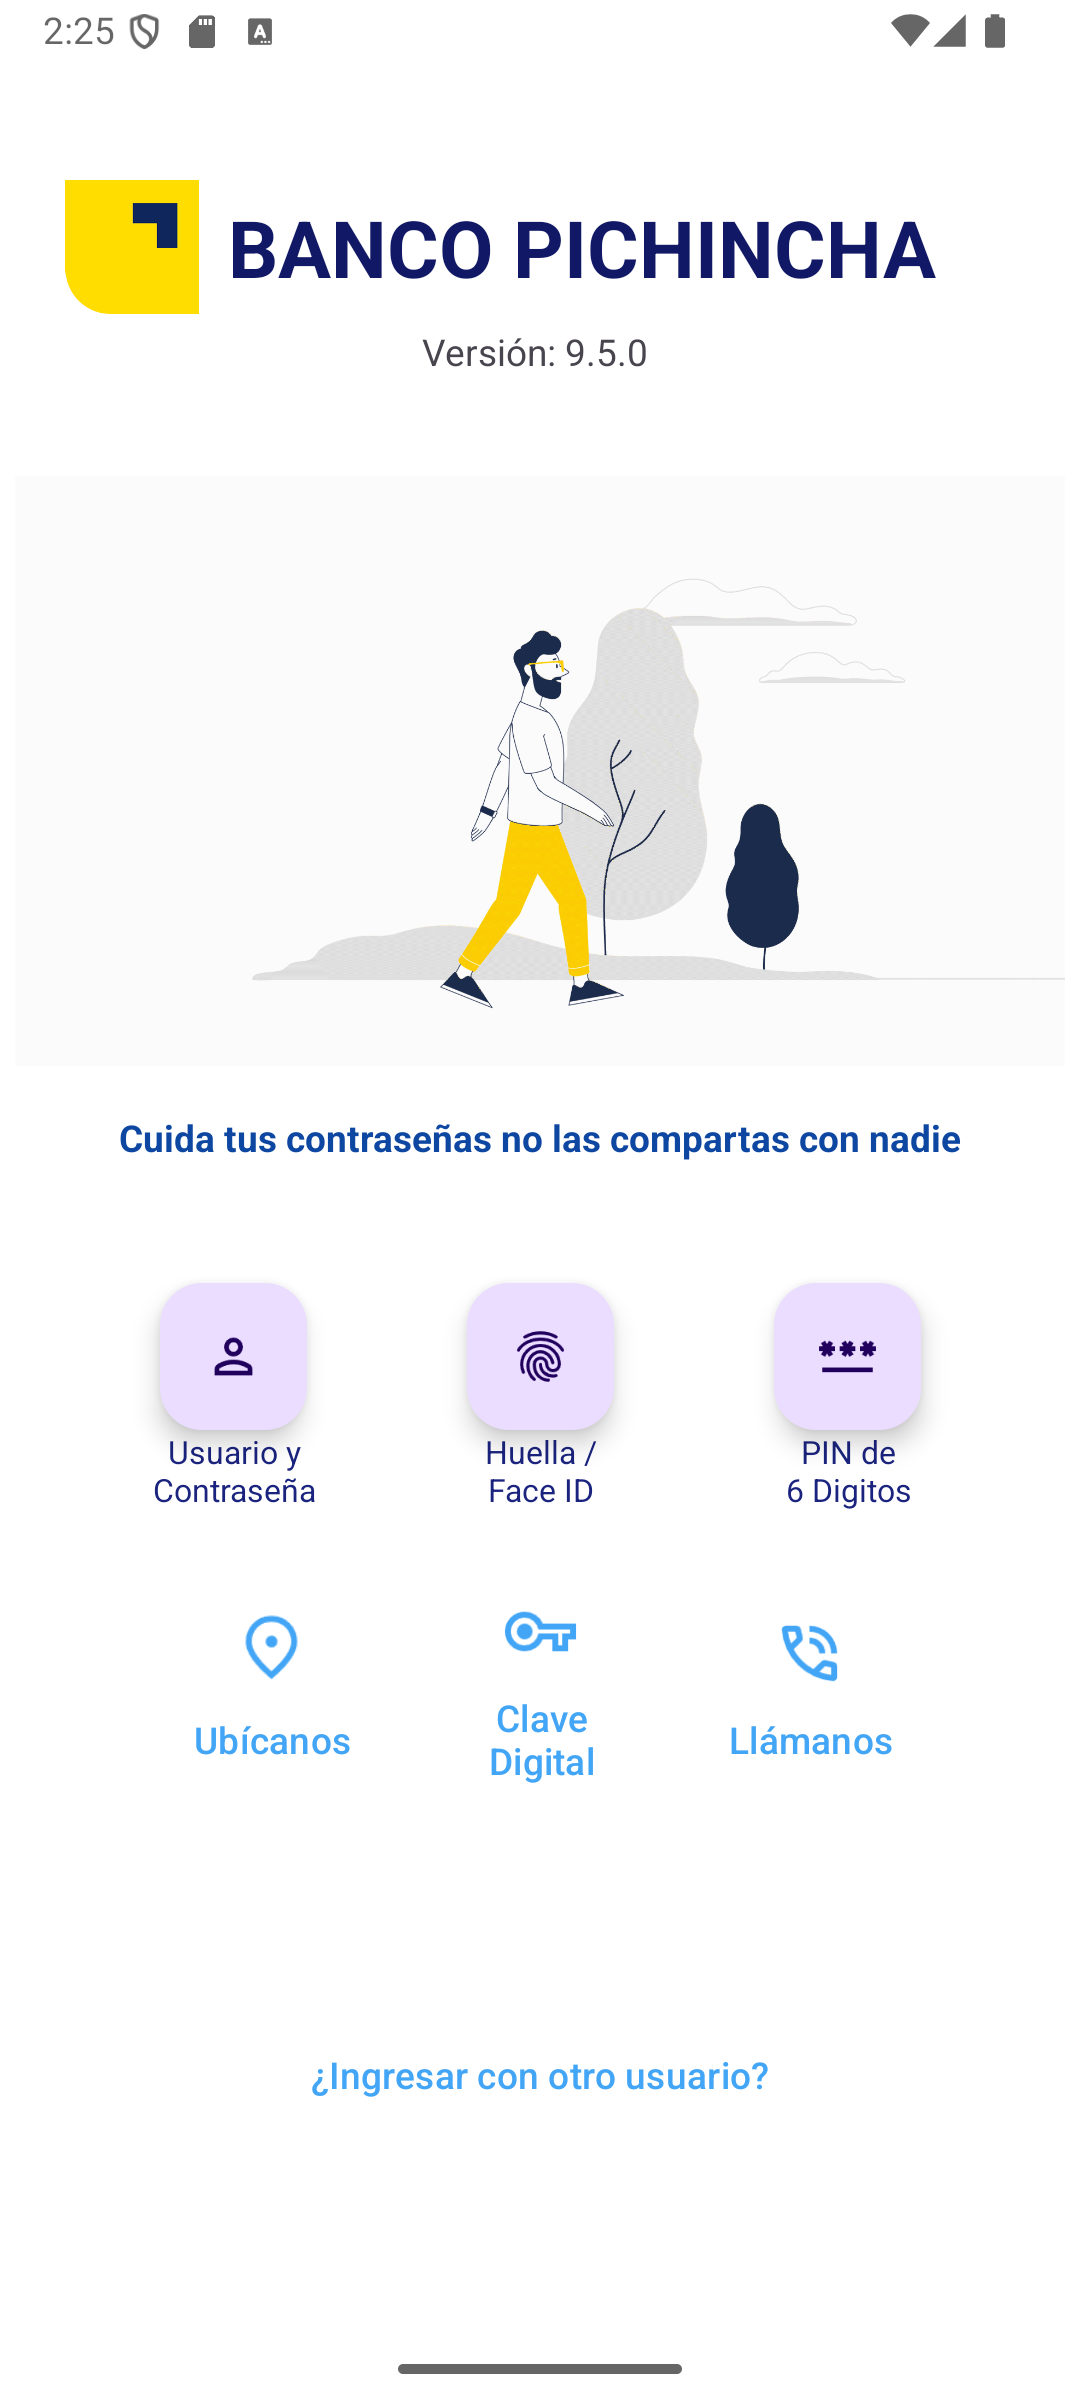 2:25
BANCO PICHINCHA
Versión: 9.5.0
Cuida tus contraseñas no las compartas con nadie
Usuario y
Contraseña
Huella /
Face ID
PIN de
6 Digitos
Ubícanos
Clave
Digital
Llámanos
¿Ingresar con otro usuario?